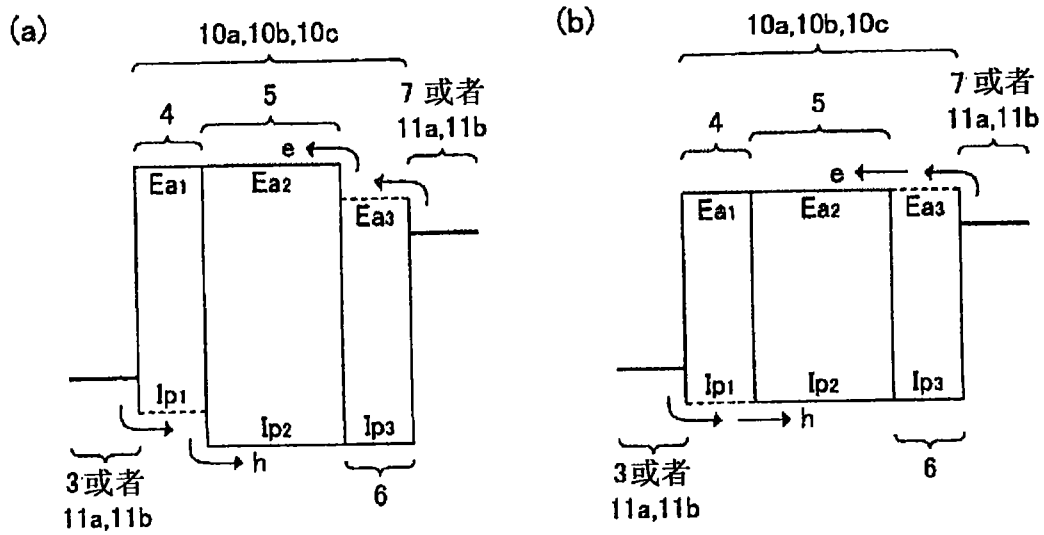 (a)
10a,10b,10c
4
5
7 或者
11a,11b
e
Ea1
Ea2
Ea3
Ip1
Ip2
Ip3
h
3或者
11a,11b
6
(b)
10a,10b,10c
4
5
7 或者
11a,11b
e
Ea1
Ea2
Ea3
Ip1
Ip2
Ip3
h
3或者
11a,11b
6